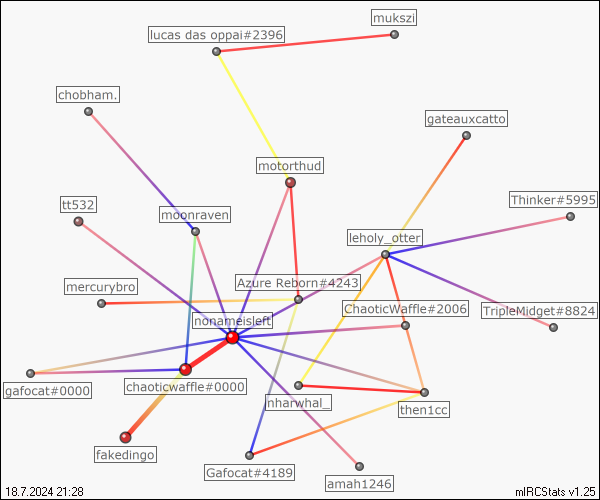 mukszi
lucas das oppai#2396
chobham.
gateauxcatto
motorthud
Thinker#5995
tt532
moonraven
leholy_otter
mercurybro
Azure Reborn#4243
ChaoticWaffle#2006
TripleMidget#8824
nonameisleft
gafocat#0000
chaoticwaffle#0000
then1cc
fakedingo
Gafocat#4189
amah1246
18.7.2024 21:28
mIRCStats v1.25